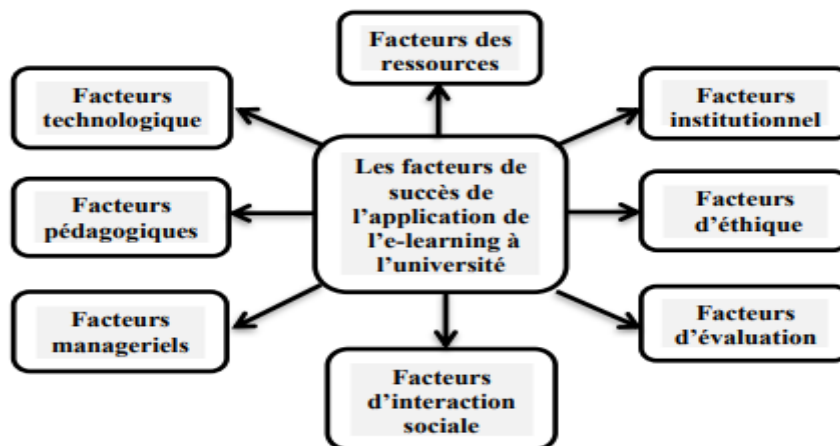 Facteurs des
ressources
Facteurs
technologique
Facteurs
institutionnel
Les facteurs de
succès de
l'application de
l'e-learning à
l'université
Facteurs
pédagogiques
Facteurs
d'éthique
Facteurs
manageriels
Facteurs
d'évaluation
Facteurs
d'interaction
sociale